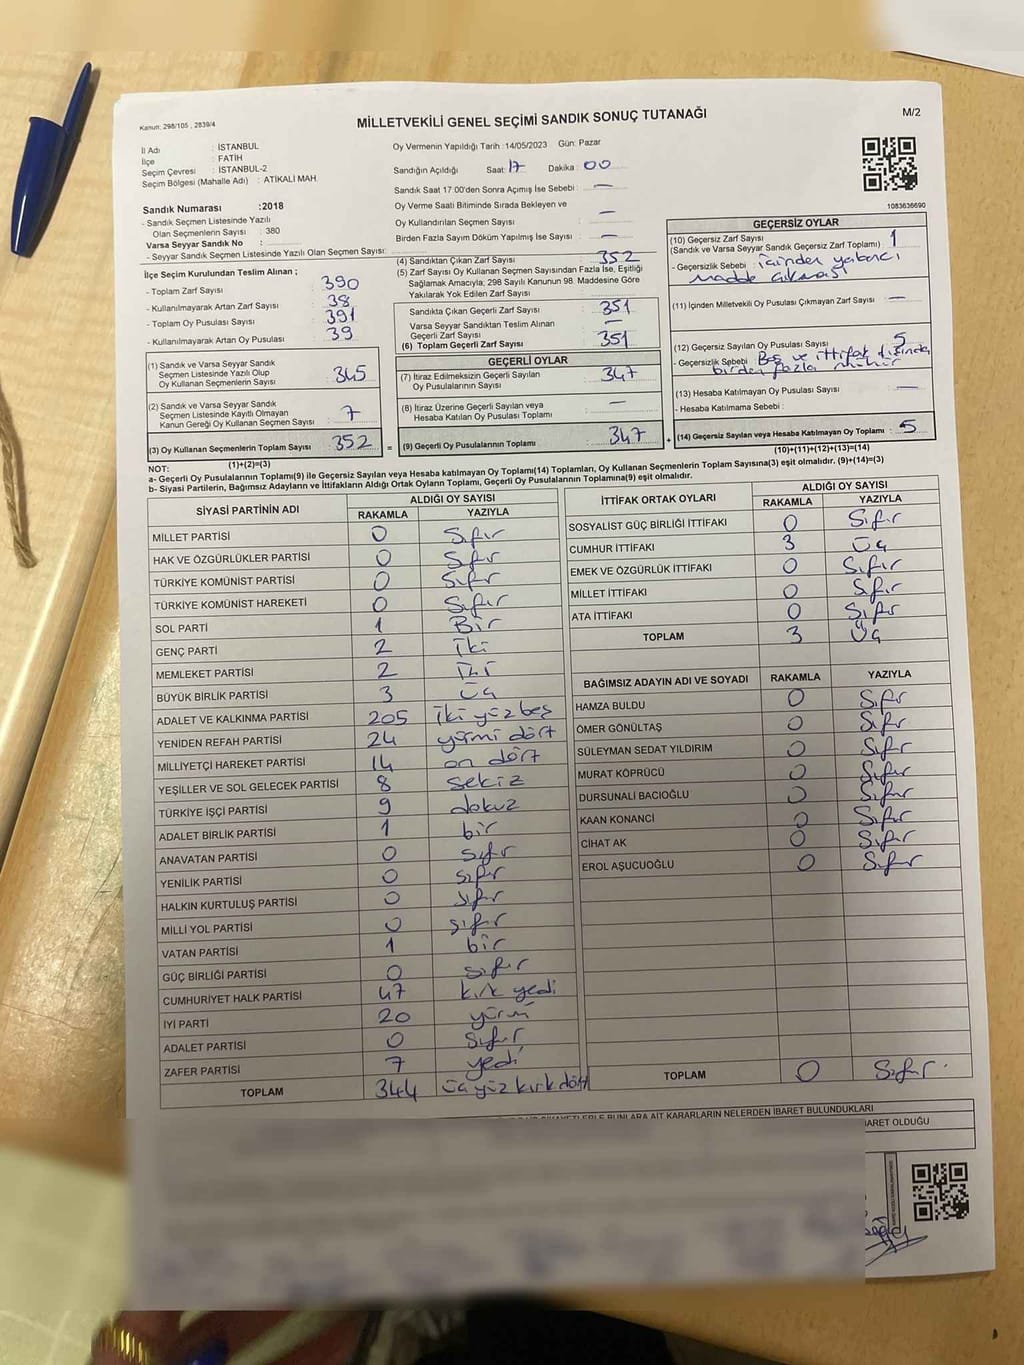 Kanun: 298/105 , 2839/4
MİLLETVEKİLİ GENEL SEÇİMİ SANDIK SONUÇ TUTANAĞI
M/2
İl Adı : İSTANBUL
İlçe : FATİH
Seçim Çevresi : İSTANBUL-2
Seçim Bölgesi (Mahalle Adı) : ATİKALİ MAH.
Oy Vermenin Yapıldığı Tarih :14/05/2023 Gün: Pazar
Sandığın Açıldığı Saat: 17 Dakika : 00
Sandık Saat 17 00'den Sonra Açımış İse Sebebi : —
Oy Verme Saati Bitiminde Sırada Bekleyen ve
Oy Kullandırılan Seçmen Sayısı : —
Birden Fazla Sayım Döküm Yapılmış İse Sayısı : —
1083636690
Sandık Numarası :2018
- Sandık Seçmen Listesinde Yazılı
Olan Seçmenlerin Sayısı : 380
Varsa Seyyar Sandık No :
- Seyyar Sandık Seçmen Listesinde Yazılı Olan Seçmen Sayısı:
İlçe Seçim Kurulundan Teslim Alınan ;
- Toplam Zarf Sayısı : 390
- Kullanılmayarak Artan Zarf Sayısı : 38
- Toplam Oy Pusulası Sayısı : 391
- Kullanılmayarak Artan Oy Pusulası : 39
(4) Sandıktan Çıkan Zarf Sayısı : 352
(5) Zarf Sayısı Oy Kullanan Seçmen Sayısından Fazla İse, Eşitliği
Sağlamak Amacıyla; 298 Sayılı Kanunun 98. Maddesine Göre
Yakılarak Yok Edilen Zarf Sayısı :
Sandıkta Çıkan Geçerli Zarf Sayısı : 351
Varsa Seyyar Sandıktan Teslim Alınan
Geçerli Zarf Sayısı : —
(6) Toplam Geçerli Zarf Sayısı : 351
GEÇERSİZ OYLAR
(10) Geçersiz Zarf Sayısı
(Sandık ve Varsa Seyyar Sandık Geçersiz Zarf Toplamı) : 1
- Geçersizlik Sebebi : içinden yabancı
madde çıkması
(11) İçinden Milletvekili Oy Pusulası Çıkmayan Zarf Sayısı : —
(12) Geçersiz Sayılan Oy Pusulası Sayısı : 5
- Geçersizlik Sebebi : Boş ve ittifak dışında
birden fazla mühür
(13) Hesaba Katılmayan Oy Pusulası Sayısı : —
- Hesaba Katılmama Sebebi :
(14) Geçersiz Sayılan veya Hesaba Katılmayan Oy Toplamı : 5
(10)+(11)+(12)+(13)=(14)
(1) Sandık ve Varsa Seyyar Sandık
Seçmen Listesinde Yazılı Olup
Oy Kullanan Seçmenlerin Sayısı : 345
(2) Sandık ve Varsa Seyyar Sandık
Seçmen Listesinde Kayıtlı Olmayan
Kanun Gereği Oy Kullanan Seçmen Sayısı : 7
(3) Oy Kullanan Seçmenlerin Toplam Sayısı : 352
(1)+(2)=(3)
GEÇERLİ OYLAR
(7) İtiraz Edilmeksizin Geçerli Sayılan
Oy Pusulalarının Sayısı : 347
(8) İtiraz Üzerine Geçerli Sayılan veya
Hesaba Katılan Oy Pusulası Toplamı : —
= (9) Geçerli Oy Pusulalarının Toplamı : 347 +
NOT:
a- Geçerli Oy Pusulalarının Toplamı(9) ile Geçersiz Sayılan veya Hesaba katılmayan Oy Toplamı(14) Toplamları, Oy Kullanan Seçmenlerin Toplam Sayısına(3) eşit olmalıdır. (9)+(14)=(3)
b- Siyasi Partilerin, Bağımsız Adayların ve İttifakların Aldığı Ortak Oyların Toplamı, Geçerli Oy Pusulalarının Toplamına(9) eşit olmalıdır.
SİYASİ PARTİNİN ADI ALDIĞI OY SAYISI
RAKAMLA YAZIYLA
MİLLET PARTİSİ 0 Sıfır
HAK VE ÖZGÜRLÜKLER PARTİSİ 0 Sıfır
TÜRKİYE KOMÜNİST PARTİSİ 0 Sıfır
TÜRKİYE KOMÜNİST HAREKETİ 0 Sıfır
SOL PARTİ 1 Bir
GENÇ PARTİ 2 İki
MEMLEKET PARTİSİ 2 İki
BÜYÜK BİRLİK PARTİSİ 3 Üç
ADALET VE KALKINMA PARTİSİ 205 İki yüz beş
YENİDEN REFAH PARTİSİ 24 yirmi dört
MİLLİYETÇİ HAREKET PARTİSİ 14 on dört
YEŞİLLER VE SOL GELECEK PARTİSİ 8 sekiz
TÜRKİYE İŞÇİ PARTİSİ 9 dokuz
ADALET BİRLİK PARTİSİ 1 bir
ANAVATAN PARTİSİ 0 sıfır
YENİLİK PARTİSİ 0 sıfır
HALKIN KURTULUŞ PARTİSİ 0 sıfır
MİLLİ YOL PARTİSİ 0 sıfır
VATAN PARTİSİ 1 bir
GÜÇ BİRLİĞİ PARTİSİ 0 sıfır
CUMHURİYET HALK PARTİSİ 47 kırk yedi
İYİ PARTİ 20 yirmi
ADALET PARTİSİ 0 sıfır
ZAFER PARTİSİ 7 yedi
TOPLAM 344 üç yüz kırk dört
İTTİFAK ORTAK OYLARI ALDIĞI OY SAYISI
RAKAMLA YAZIYLA
SOSYALİST GÜÇ BİRLİĞİ İTTİFAKI 0 Sıfır
CUMHUR İTTİFAKI 3 Üç
EMEK VE ÖZGÜRLÜK İTTİFAKI 0 Sıfır
MİLLET İTTİFAKI 0 Sıfır
ATA İTTİFAKI 0 Sıfır
TOPLAM 3 Üç
BAĞIMSIZ ADAYIN ADI VE SOYADI RAKAMLA YAZIYLA
HAMZA BULDU 0 Sıfır
ÖMER GÖNÜLTAŞ 0 Sıfır
SÜLEYMAN SEDAT YILDIRIM 0 Sıfır
MURAT KÖPRÜCÜ 0 Sıfır
DURSUNALİ BACIOĞLU 0 Sıfır
KAAN KONANCİ 0 Sıfır
CİHAT AK 0 Sıfır
EROL AŞUCUOĞLU 0 Sıfır
TOPLAM 0 Sıfır
KARARLARIN NELERDEN İBARET BULUNDUKLARI
OLDUĞU